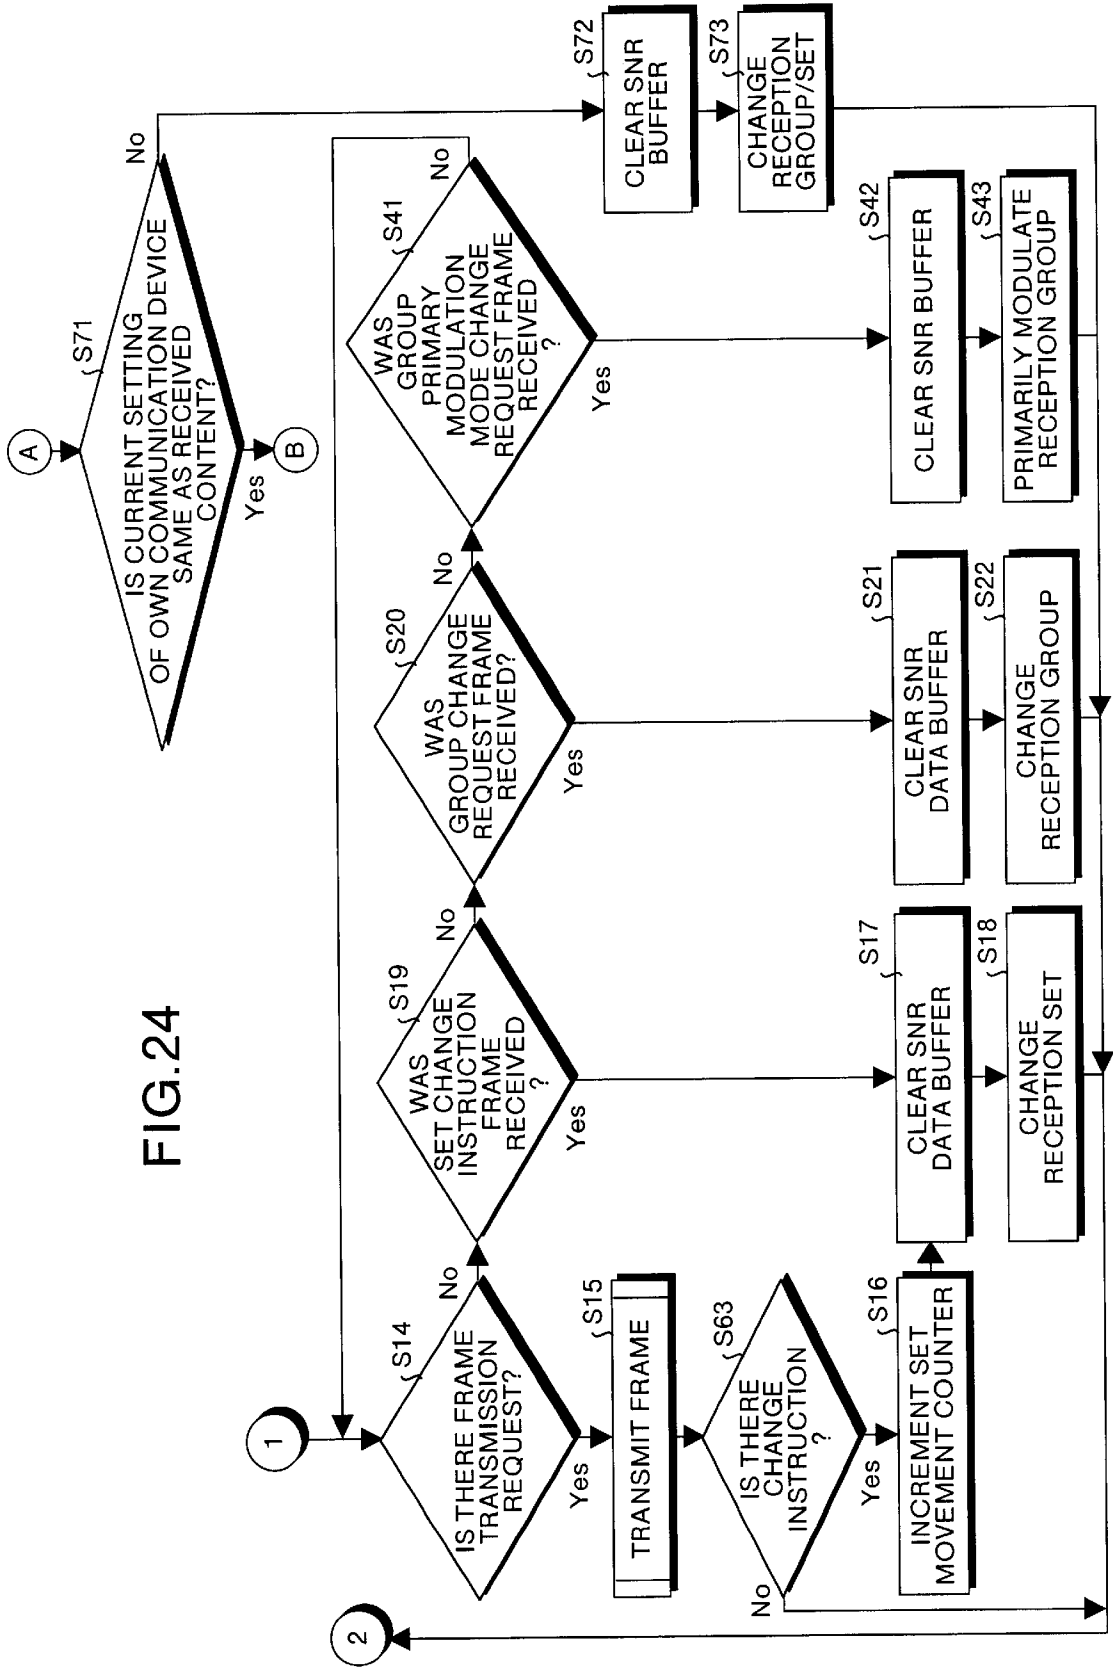 FIG.24
A
S71
IS CURRENT SETTING
OF OWN COMMUNICATION DEVICE
SAME AS RECEIVED
CONTENT?
No
Yes
B
1
S14
IS THERE FRAME
TRANSMISSION
REQUEST?
No
Yes
S19
WAS
SET CHANGE
INSTRUCTION
FRAME
RECEIVED
?
No
Yes
S20
WAS
GROUP CHANGE
REQUEST FRAME
RECEIVED?
No
Yes
S41
WAS
GROUP
PRIMARY
MODULATION
MODE CHANGE
REQUEST FRAME
RECEIVED
?
No
Yes
S15
TRANSMIT FRAME
S63
IS THERE
CHANGE
INSTRUCTION
?
No
Yes
S16
INCREMENT SET
MOVEMENT COUNTER
S17
CLEAR SNR
DATA BUFFER
S18
CHANGE
RECEPTION SET
S21
CLEAR SNR
DATA BUFFER
S22
CHANGE
RECEPTION GROUP
S42
CLEAR SNR BUFFER
S43
PRIMARILY MODULATE
RECEPTION GROUP
S72
CLEAR SNR
BUFFER
S73
CHANGE
RECEPTION
GROUP/SET
2